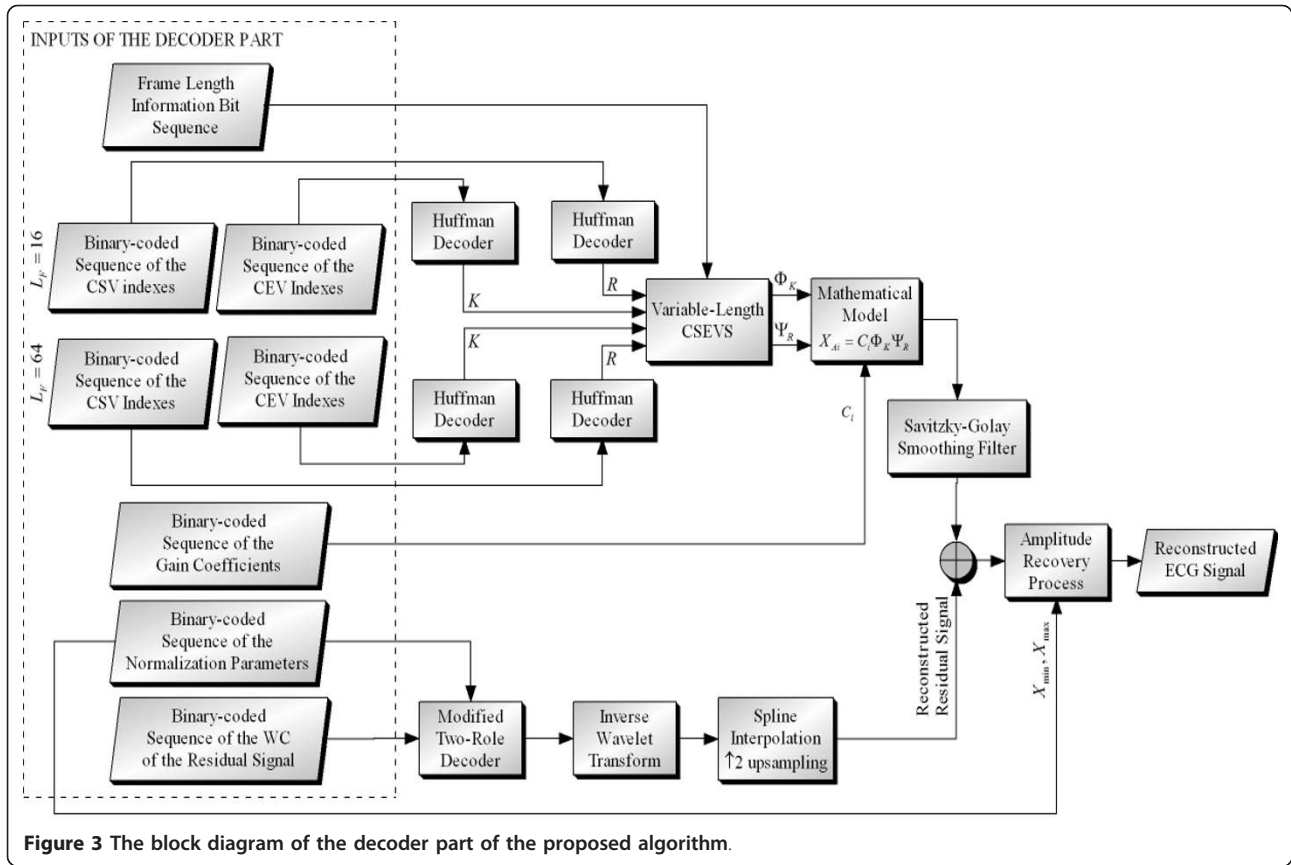 INPUTS OF THE DECODER PART
Frame Length
Information Bit
Sequence
L_F = 16
Binary-coded
Sequence of the
CSV indexes
Binary-coded
Sequence of the
CEV Indexes
Huffman
Decoder
Huffman
Decoder
K
R
Variable-Length
CSEVS
Φ_K
Ψ_R
Mathematical
Model
X_Ai = C_i Φ_K Ψ_R
L_F = 64
Binary-coded
Sequence of the
CSV Indexes
Binary-coded
Sequence of the
CEV Indexes
K
R
Huffman
Decoder
Huffman
Decoder
C_i
Savitzky-Golay
Smoothing Filter
Binary-coded
Sequence of the
Gain Coefficients
Amplitude
Recovery
Process
Reconstructed
ECG Signal
Binary-coded
Sequence of the
Normalization Parameters
Reconstructed
Residual Signal
X_min, X_max
Binary-coded
Sequence of the WC
of the Residual Signal
Modified
Two-Role
Decoder
Inverse
Wavelet
Transform
Spline
Interpolation
↑2 upsampling
Figure 3 The block diagram of the decoder part of the proposed algorithm.